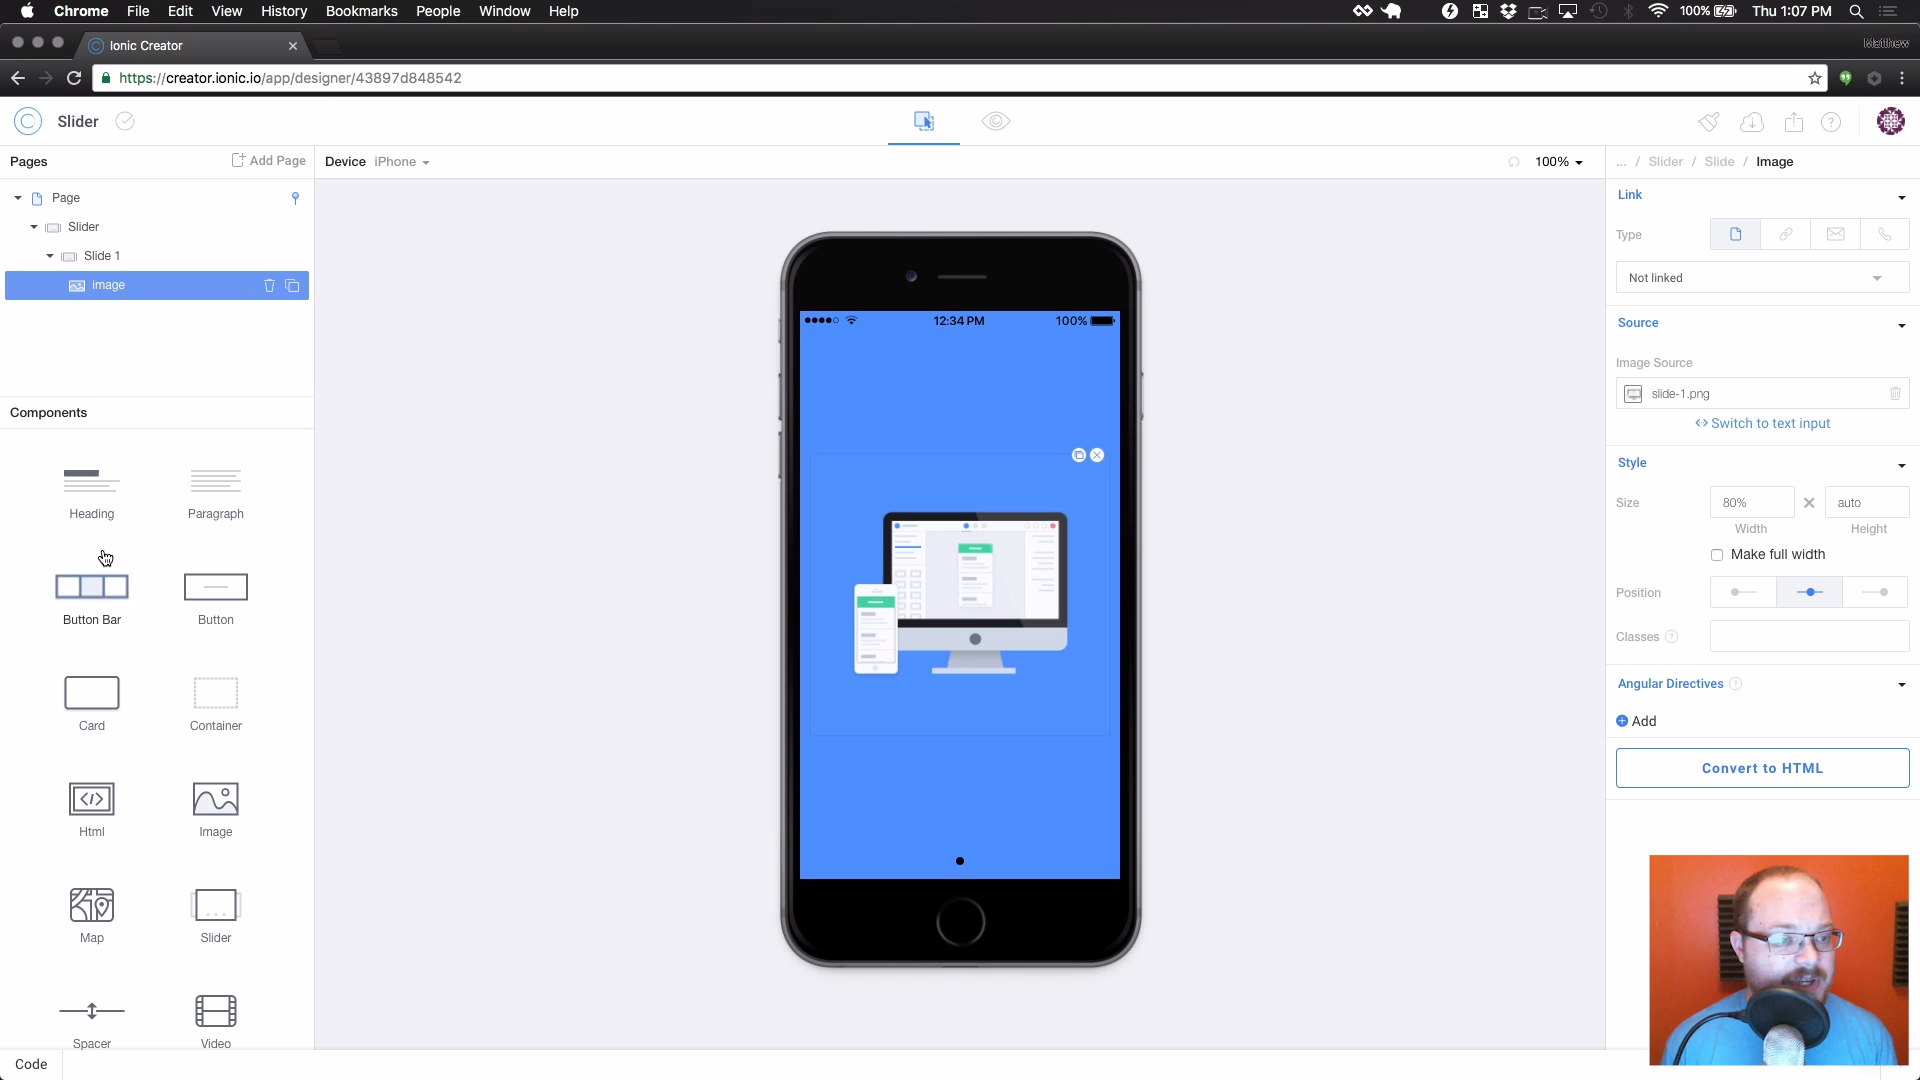 Chrome File Edit View History Bookmarks People Window Help 100% Thu 1:07 PM
Ionic Creator
Matthew
https://creator.ionic.io/app/designer/43897d848542
Slider
Pages Add Page
Device iPhone 100%
... / Slider / Slide / Image
Page
Slider
Slide 1
image
Components
Heading
Paragraph
Button Bar
Button
Card
Container
Html
Image
Map
Slider
Spacer
Video
Code
12:34 PM 100%
Link
Type
Not linked
Source
Image Source
slide-1.png
Switch to text input
Style
Size 80% auto
Width Height
Make full width
Position
Classes ?
Angular Directives ?
Add
Convert to HTML